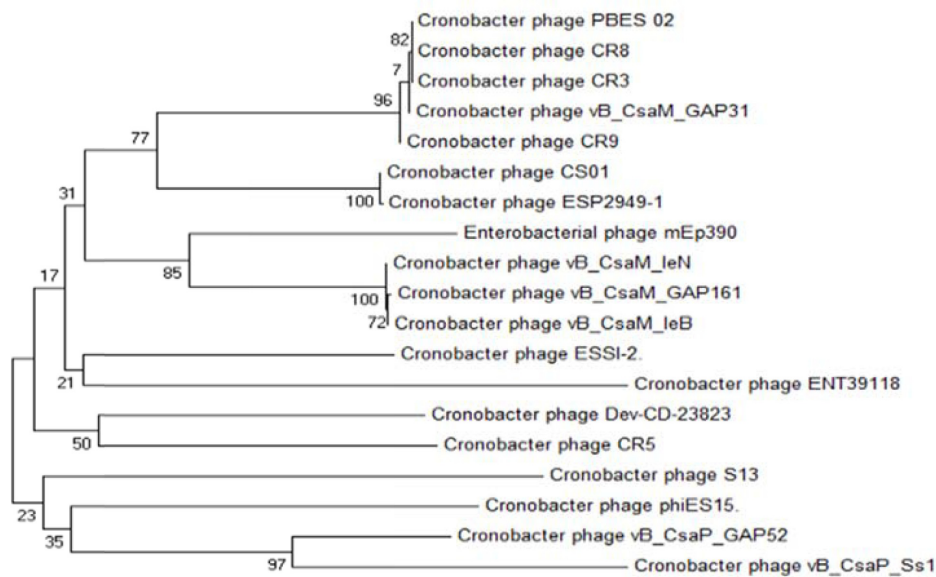 Cronobacter phage PBES 02
82
Cronobacter phage CR8
7
Cronobacter phage CR3
96
Cronobacter phage vB_CsaM_GAP31
77
Cronobacter phage CR9
Cronobacter phage CS01
31
100
Cronobacter phage ESP2949-1
Enterobacterial phage mEp390
85
Cronobacter phage vB_CsaM_leN
17
100
Cronobacter phage vB_CsaM_GAP161
72
Cronobacter phage vB_CsaM_leB
Cronobacter phage ESSI-2.
21
Cronobacter phage ENT39118
Cronobacter phage Dev-CD-23823
50
Cronobacter phage CR5
Cronobacter phage S13
23
Cronobacter phage phiES15.
35
Cronobacter phage vB_CsaP_GAP52
97
Cronobacter phage vB_CsaP_Ss1